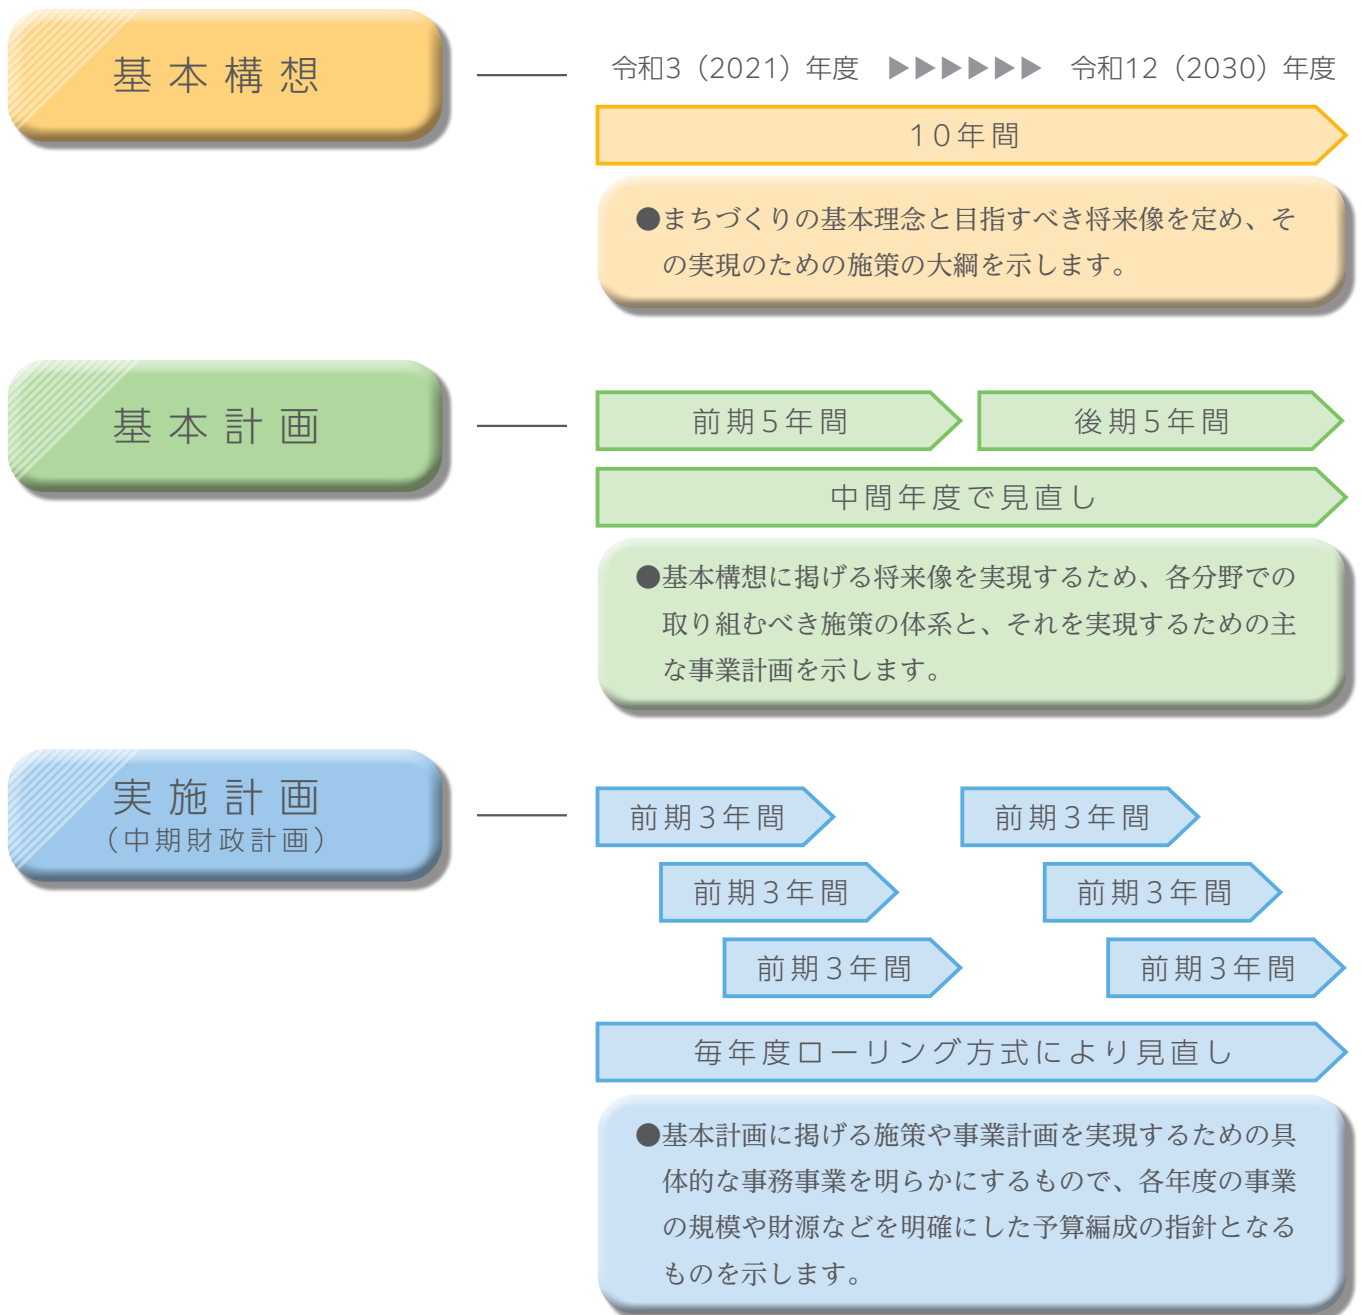 基本構想
令和3（2021）年度 ▶▶▶▶▶▶ 令和12（2030）年度
10年間
●まちづくりの基本理念と目指すべき将来像を定め、そ
の実現のための施策の大綱を示します。
基本計画
前期5年間
後期5年間
中間年度で見直し
●基本構想に掲げる将来像を実現するため、各分野での
取り組むべき施策の体系と、それを実現するための主
な事業計画を示します。
実施計画
（中期財政計画）
前期3年間
前期3年間
前期3年間
前期3年間
前期3年間
前期3年間
毎年度ローリング方式により見直し
●基本計画に掲げる施策や事業計画を実現するための具
体的な事務事業を明らかにするもので、各年度の事業
の規模や財源などを明確にした予算編成の指針となる
ものを示します。